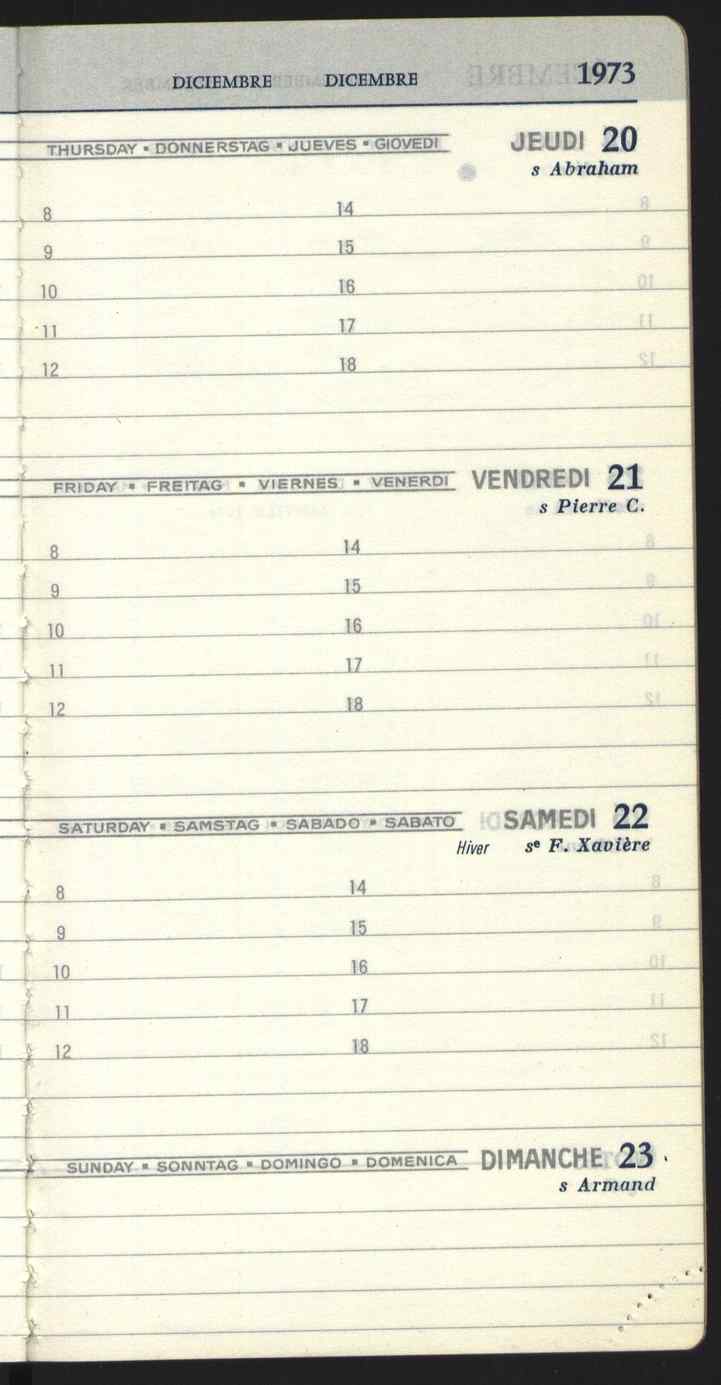 DICIEMBRE DICEMBRE 1973
THURSDAY ▪ DONNERSTAG ▪ JUEVES ▪ GIOVEDI JEUDI 20
s Abraham
8 14
9 15
10 16
11 17
12 18
FRIDAY ▪ FREITAG ▪ VIERNES ▪ VENERDI VENDREDI 21
s Pierre C.
8 14
9 15
10 16
11 17
12 18
SATURDAY ▪ SAMSTAG ▪ SABADO ▪ SABATO SAMEDI 22
Hiver sᵉ F. Xavière
8 14
9 15
10 16
11 17
12 18
SUNDAY ▪ SONNTAG ▪ DOMINGO ▪ DOMENICA DIMANCHE 23
s Armand